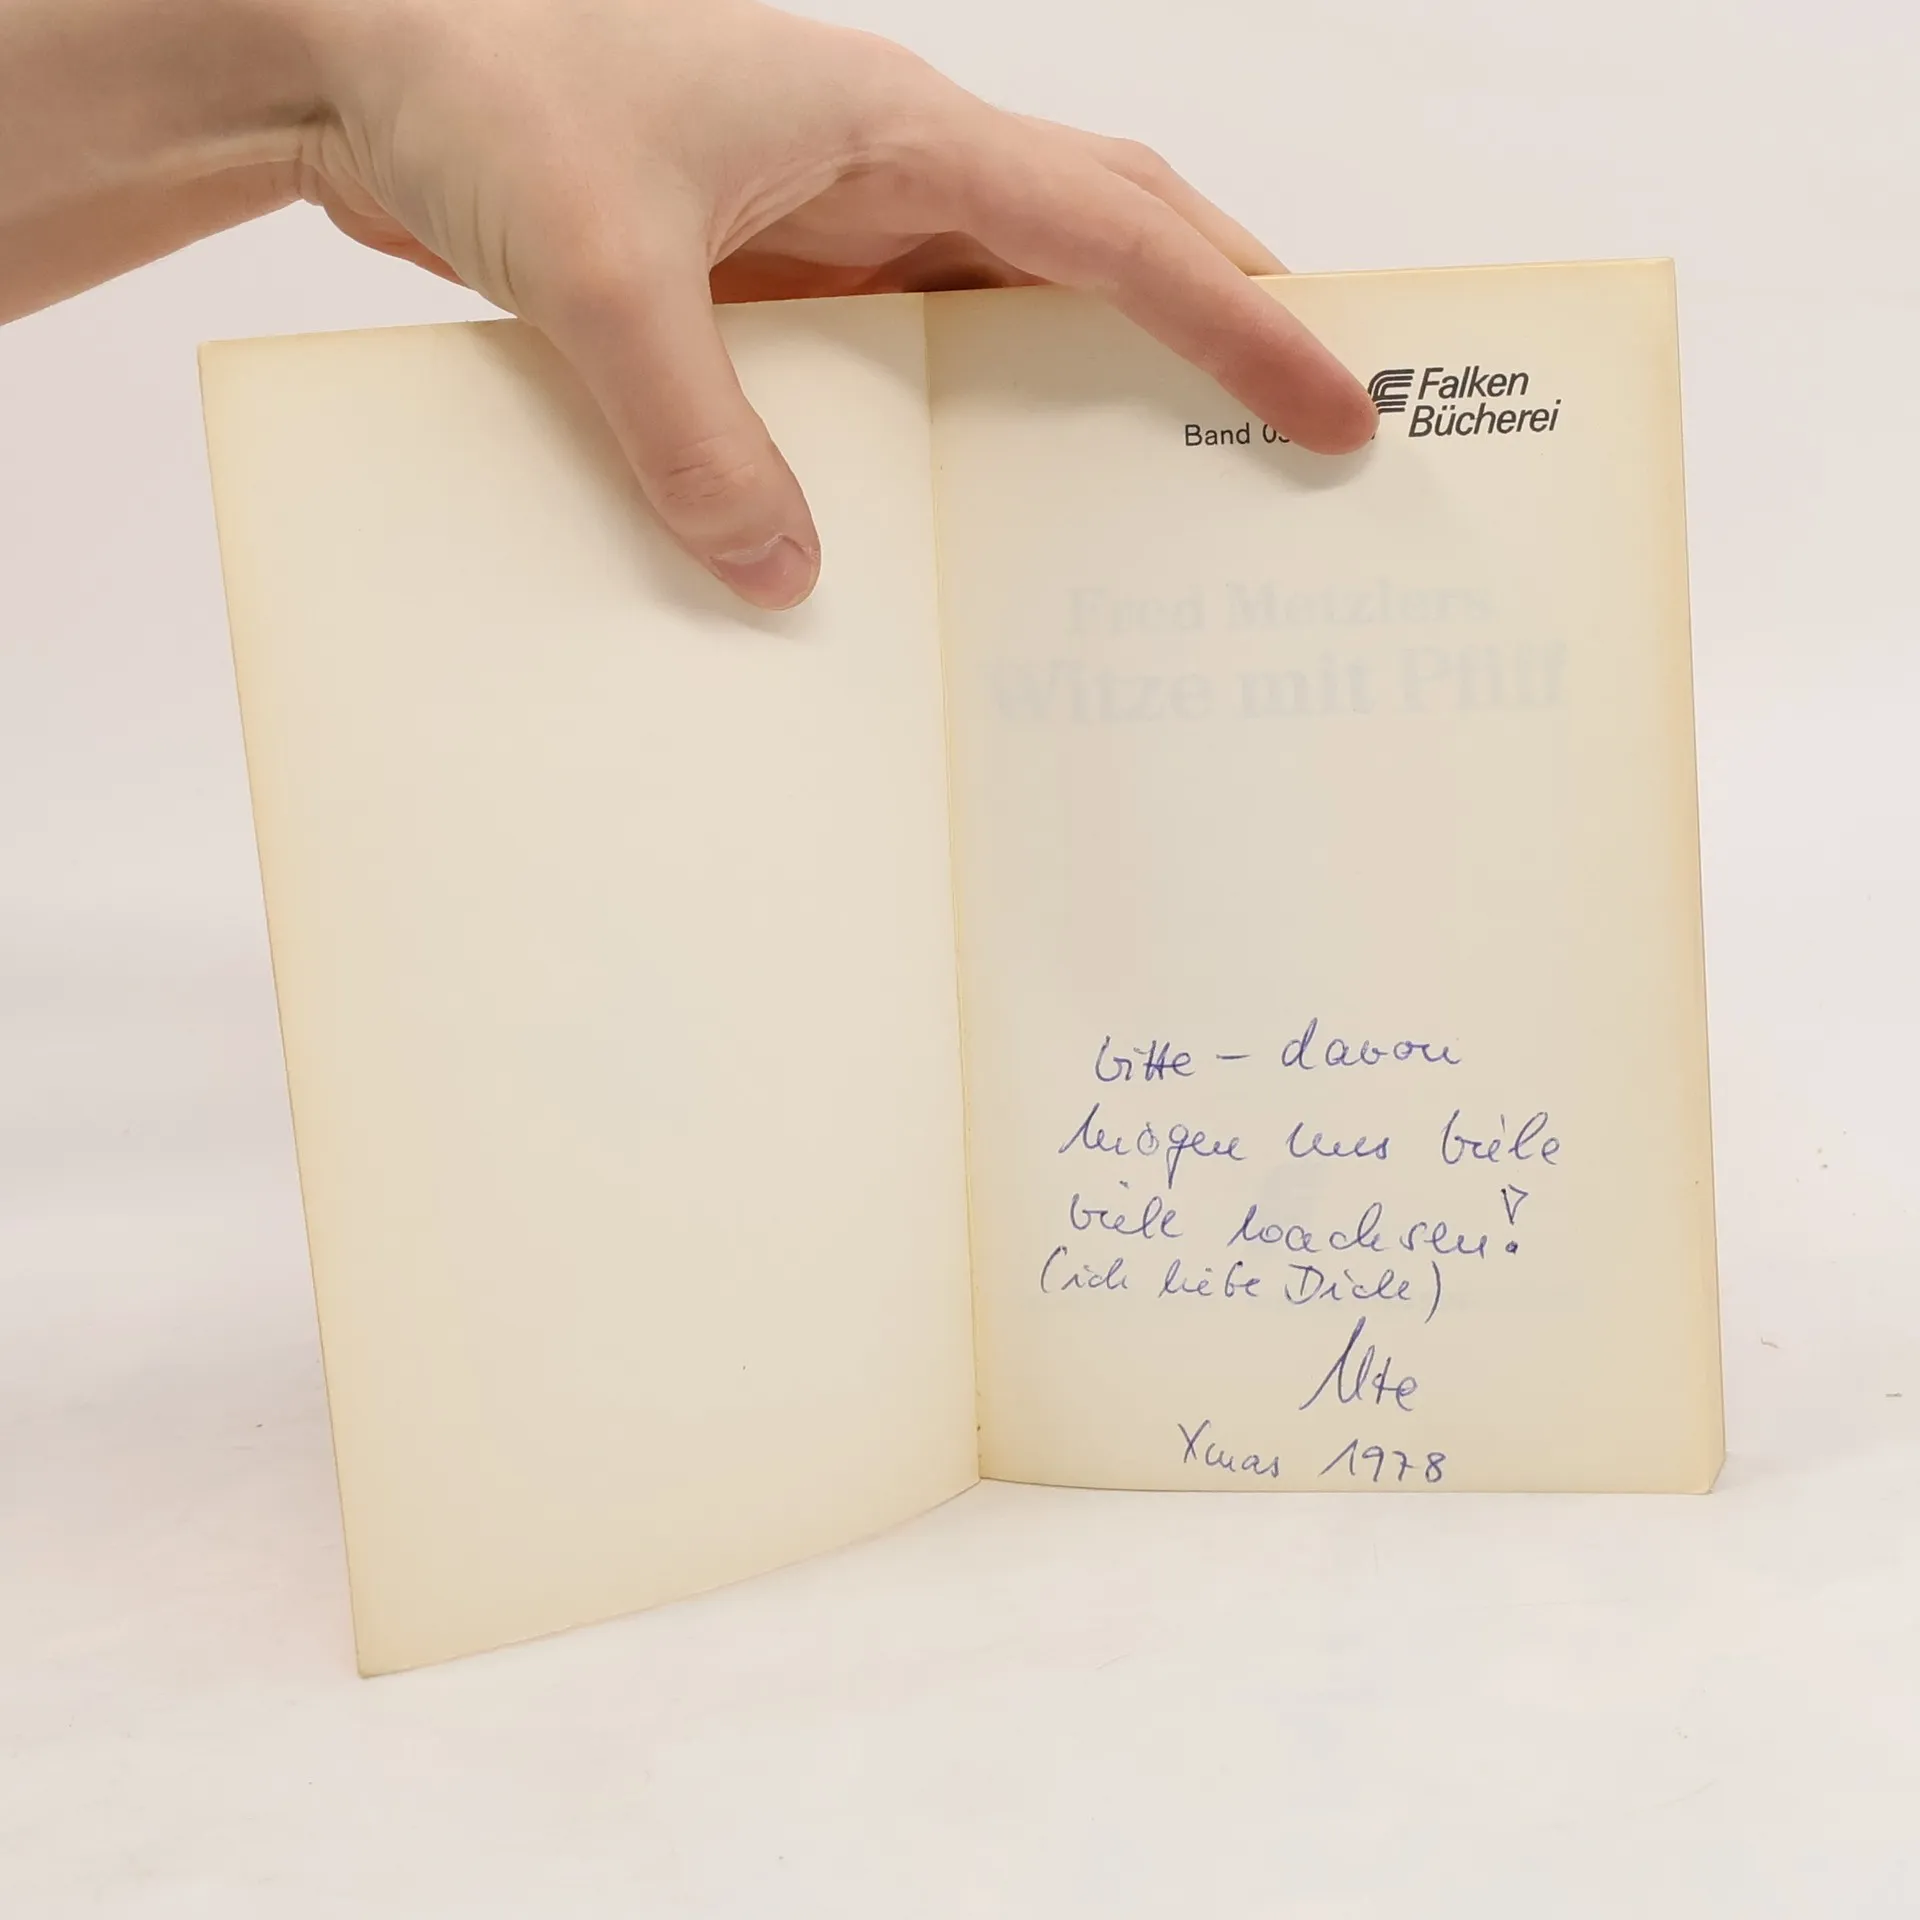 Falken
Bücherei
Band
Fred Metzlers
Witze mit Pfiff
bitte – davon
mögen uns viele
viele wachsen!
(ich liebe Dich)
Ute
Xmas 1978